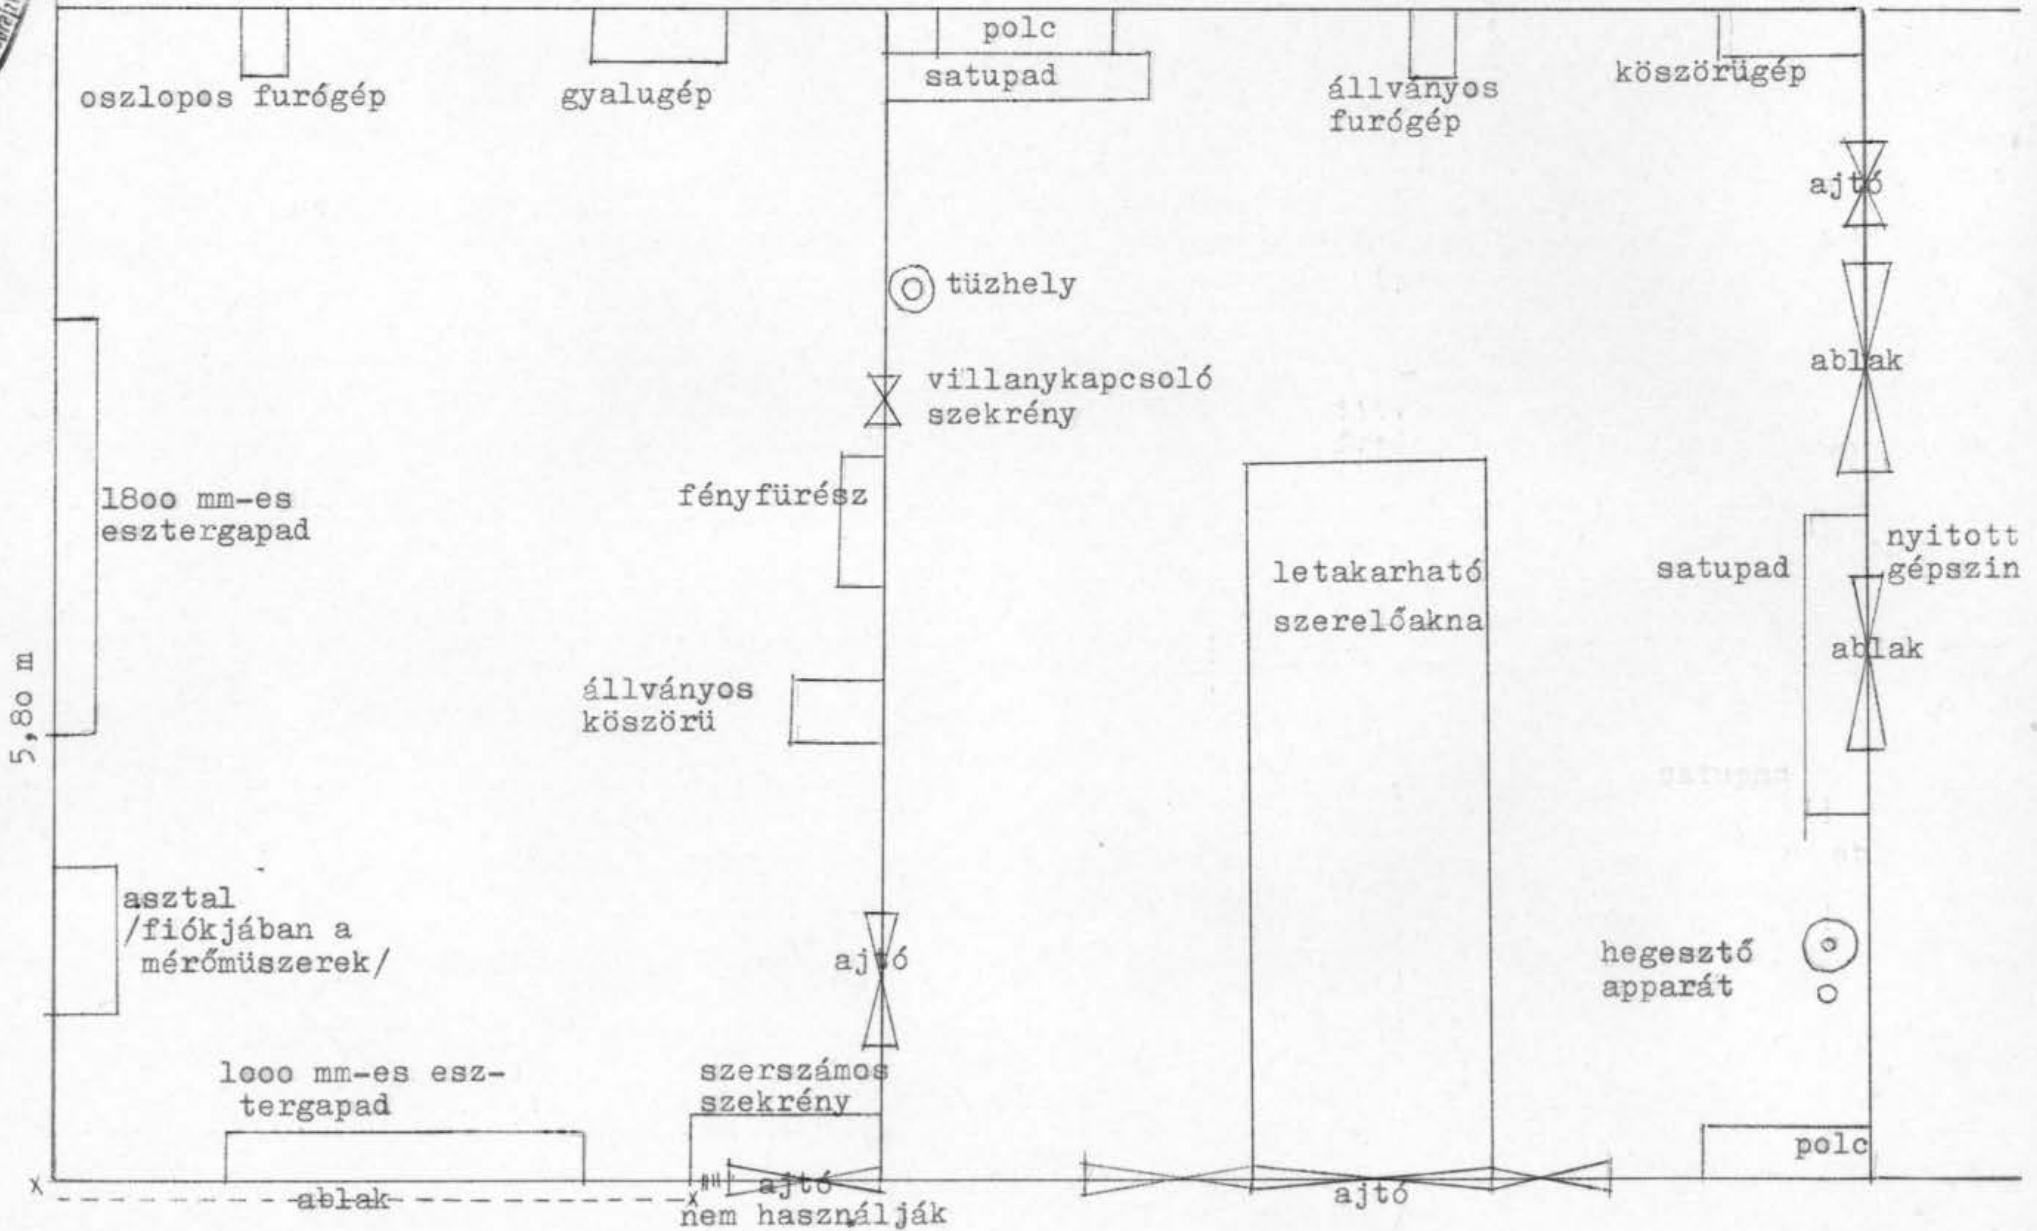 polc
satupad
oszlopos furógép
gyalugép
állványos
furógép
köszörügép
ajtó
tüzhely
villanykapcsoló
szekrény
ablak
1800 mm-es
esztergapad
fényfürész
letakarható
szerelőakna
satupad
nyitott
gépszin
ablak
5,80 m
állványos
köszörü
asztal
/fiókjában a
mérőmüszerek/
ajtó
hegesztő
apparát
1000 mm-es esz-
tergapad
szerszámos
szekrény
polc
x
ablak
x
ajtó
nem használják
ajtó